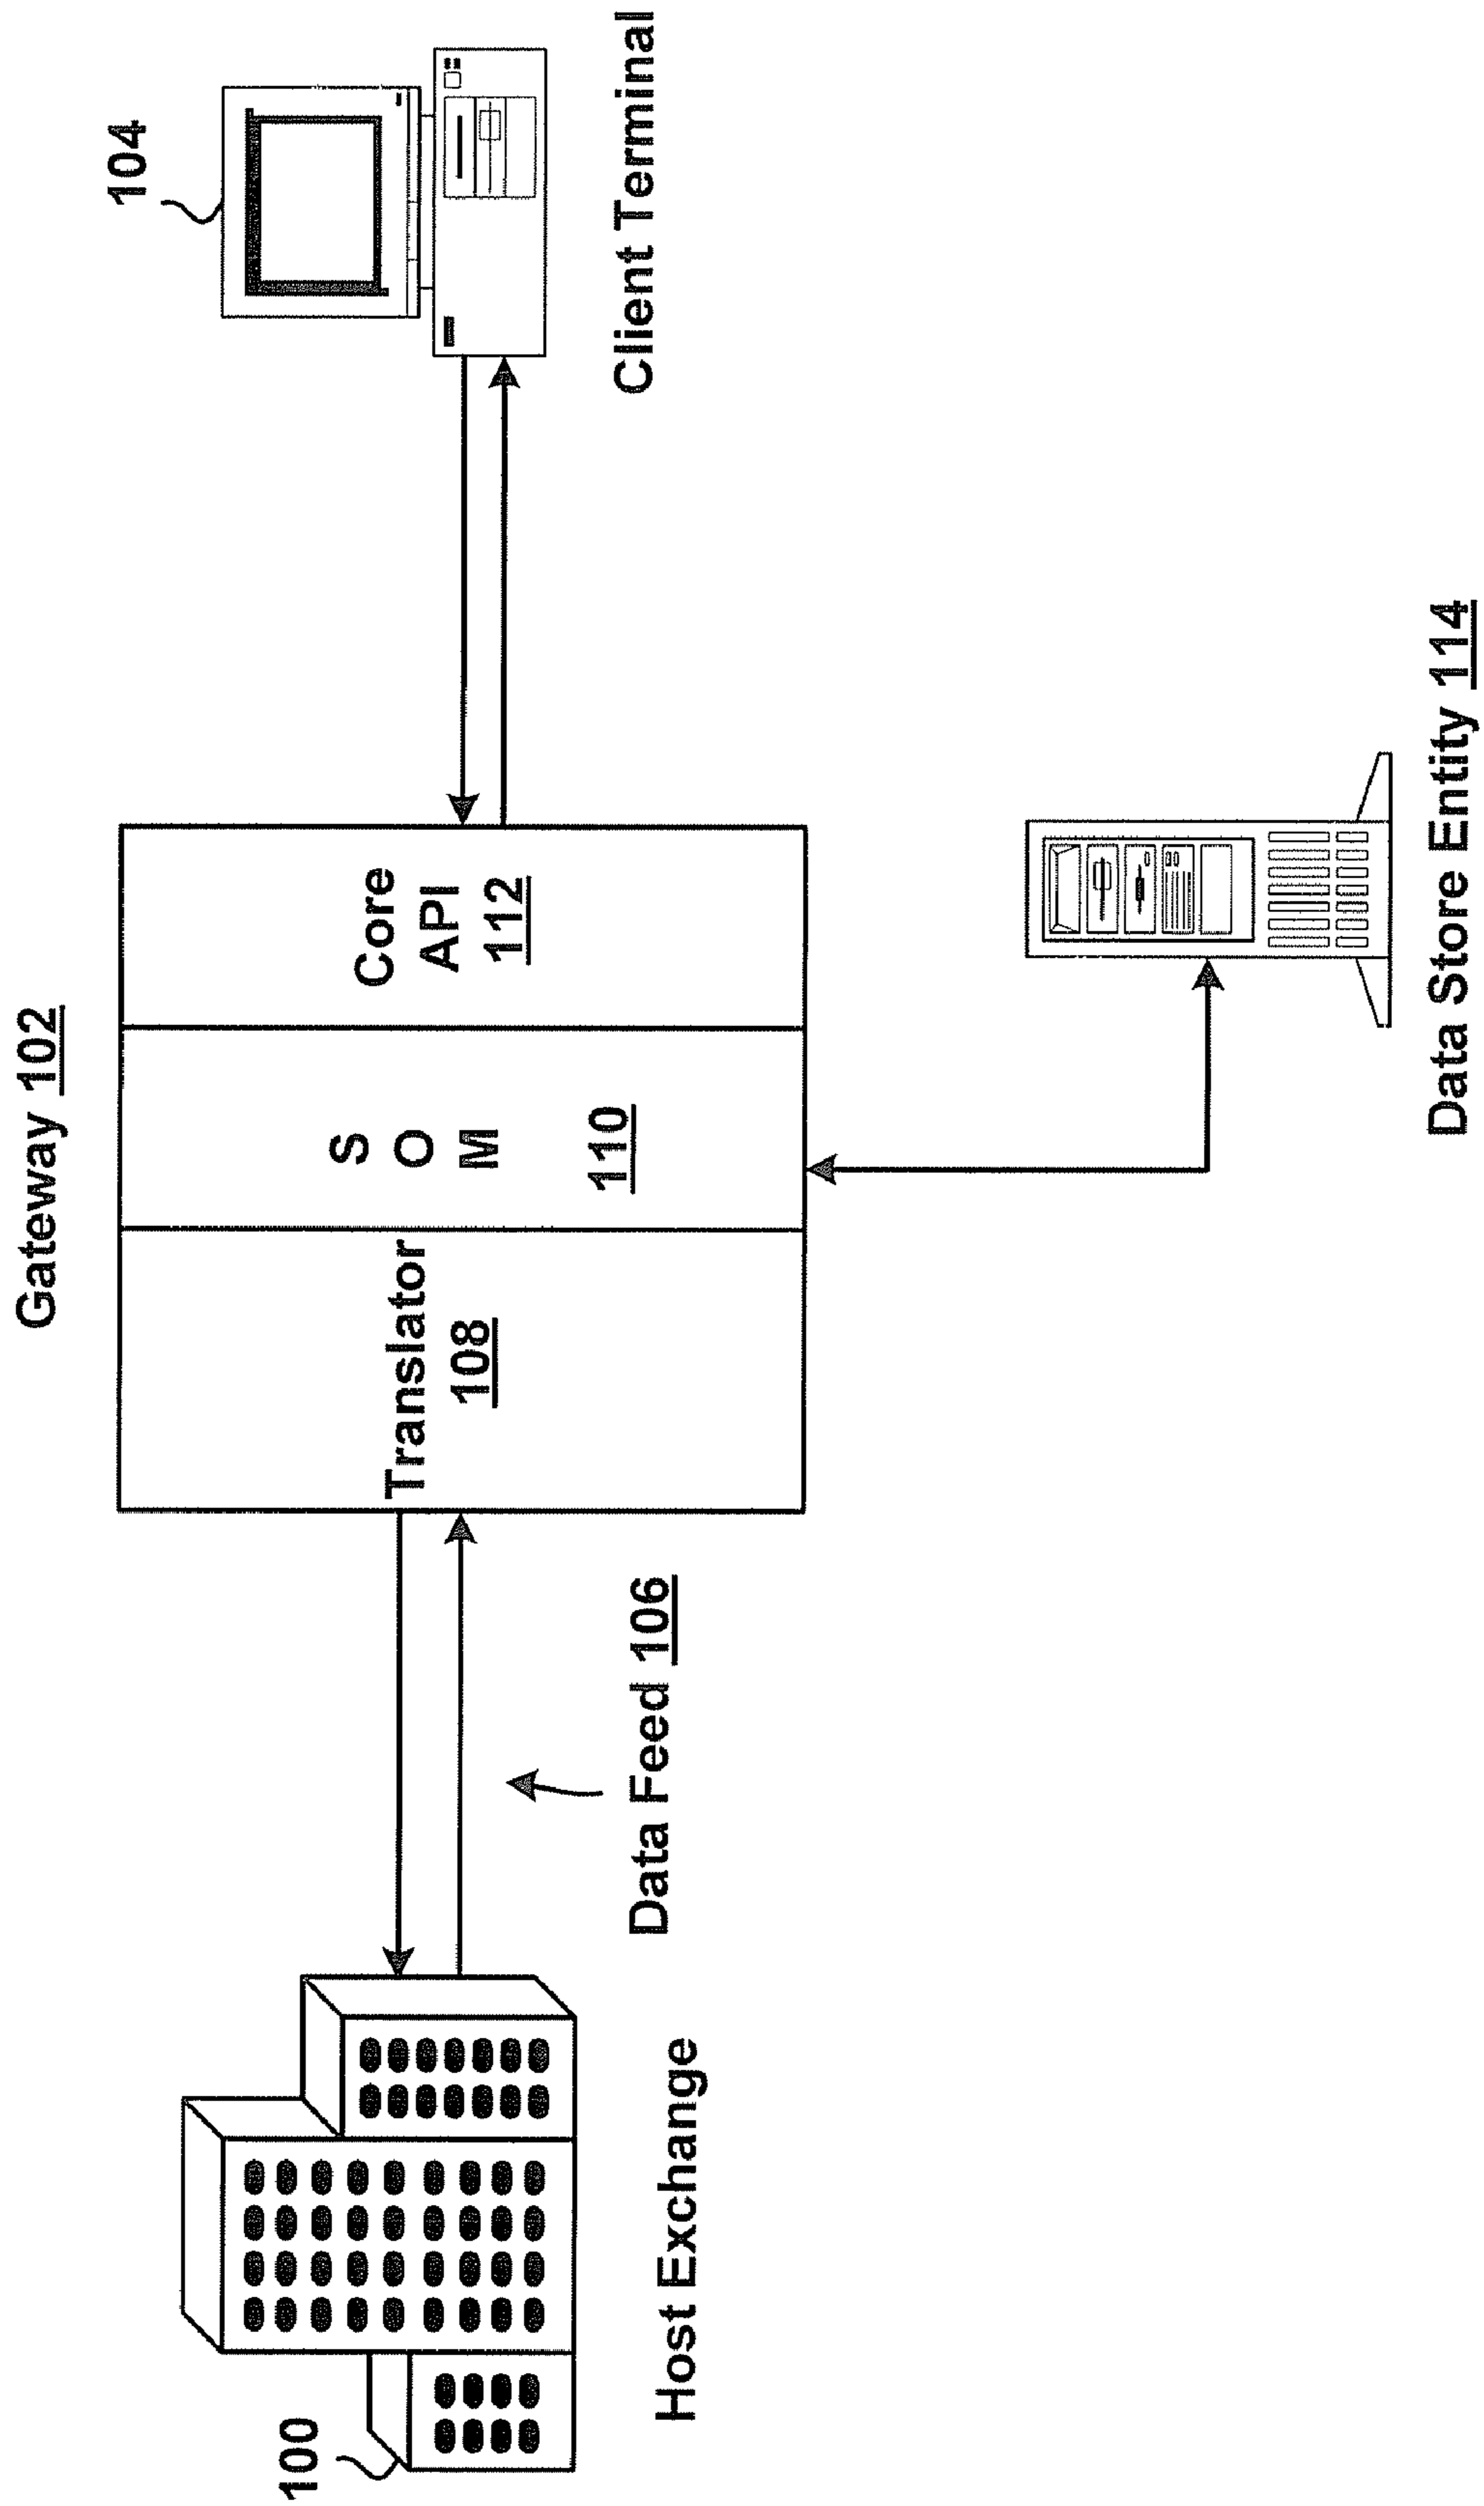 Gateway 102
104
100
Translator
108
S
O
M
110
Core
API
112
Data Feed 106
Host Exchange
Client Terminal
Data Store Entity 114